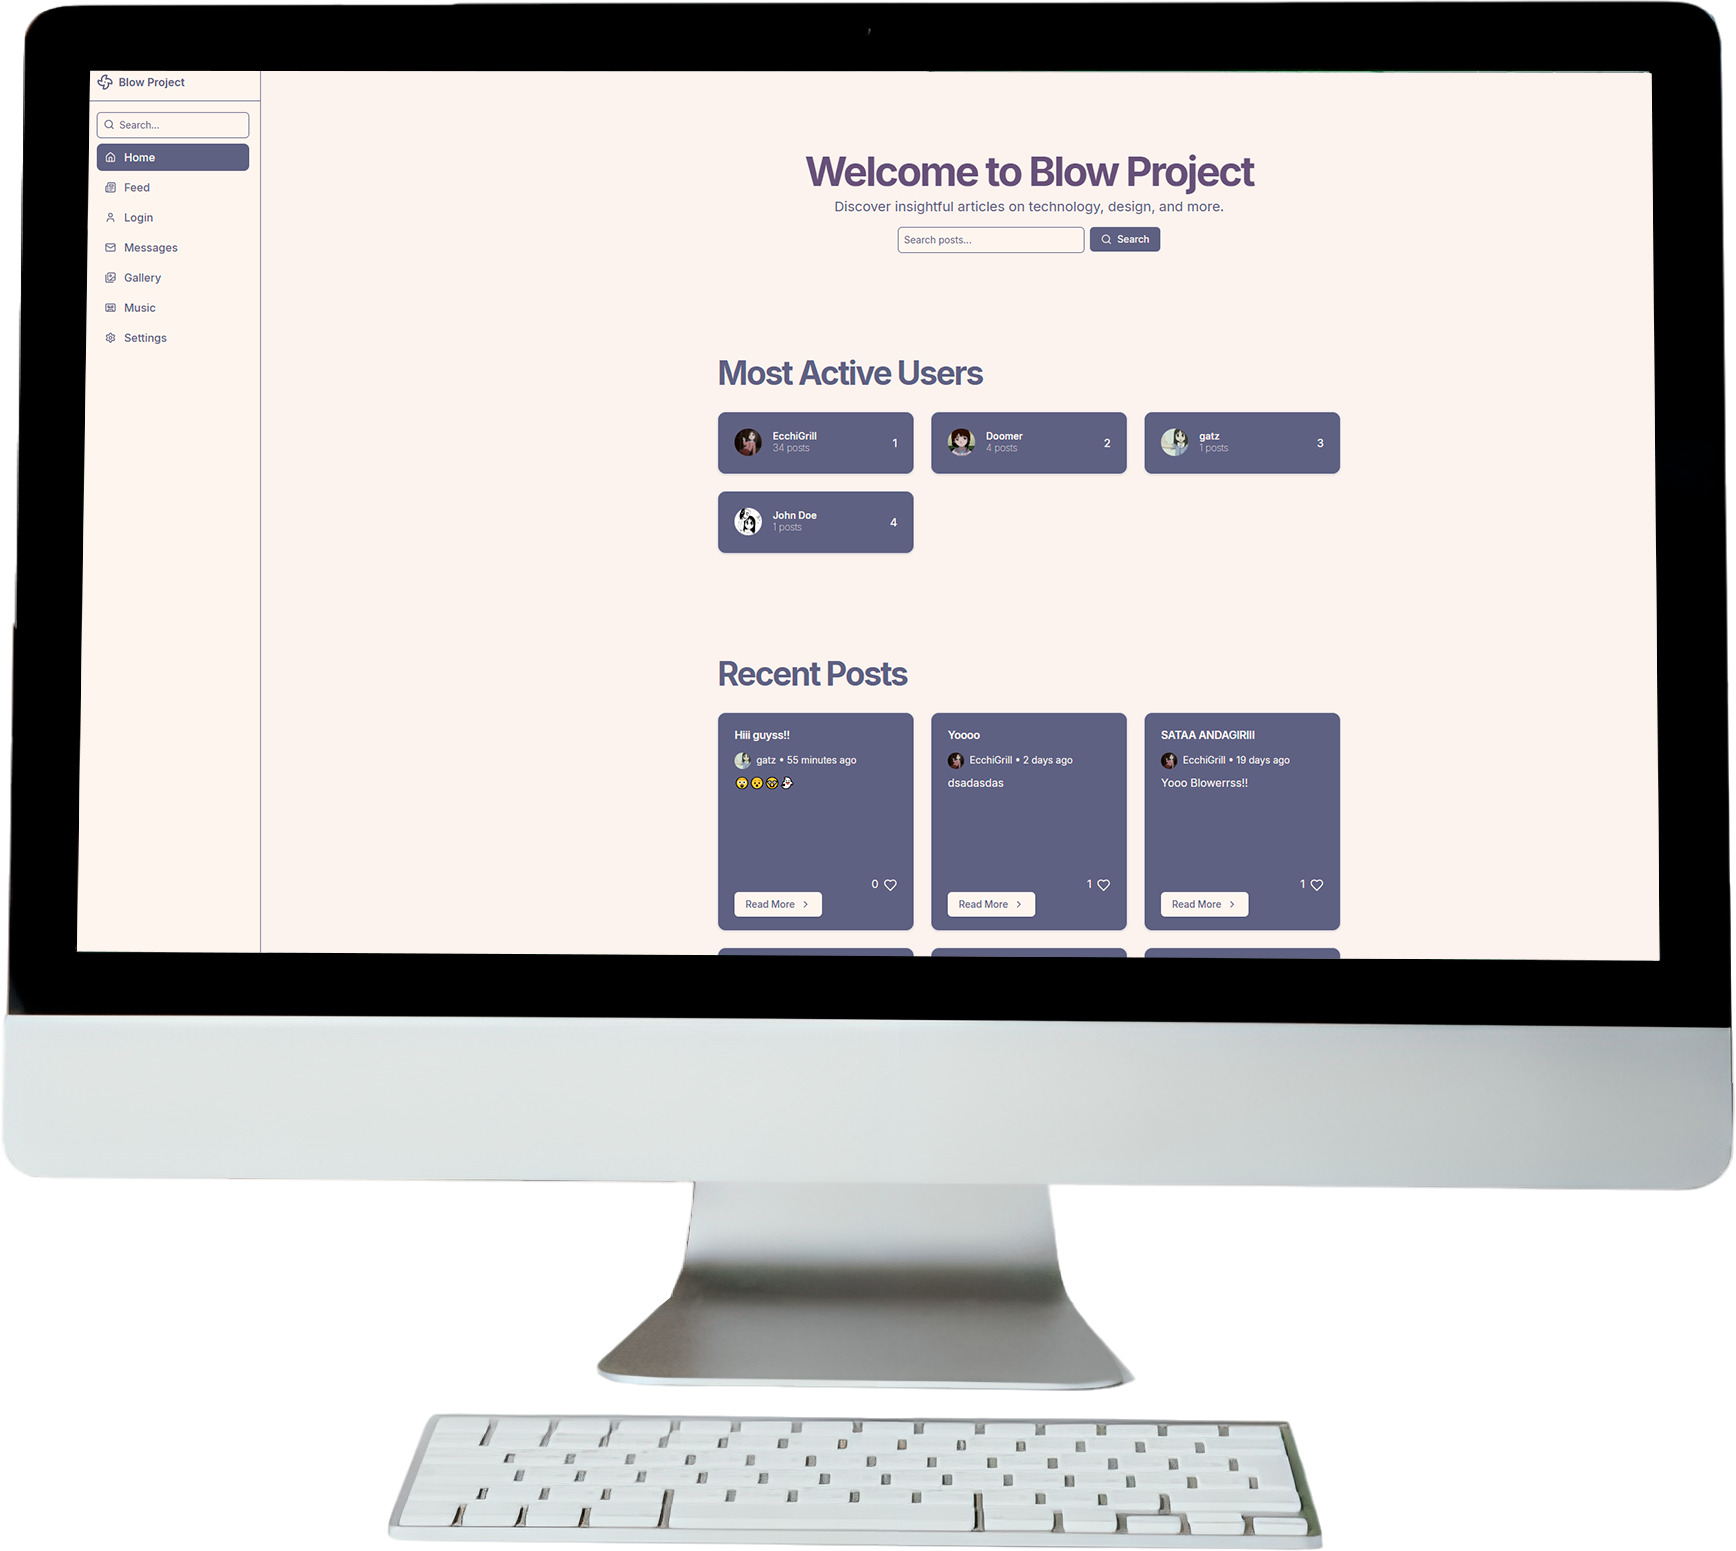 Blow Project
Search...
Home
Feed
Login
Messages
Gallery
Music
Settings
Welcome to Blow Project
Discover insightful articles on technology, design, and more.
Search posts...
Search
Most Active Users
EcchiGrill
34 posts
1
Doomer
4 posts
2
gatz
1 posts
3
John Doe
1 posts
4
Recent Posts
Hiii guyss!!
gatz • 55 minutes ago
😲😯🤓👻
0
Read More
Yoooo
EcchiGrill • 2 days ago
dsadasdas
1
Read More
SATAA ANDAGIRIII
EcchiGrill • 19 days ago
Yooo Blowerrss!!
1
Read More